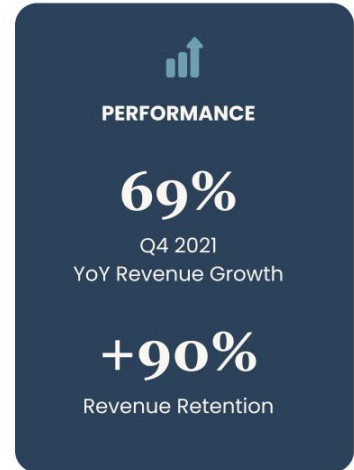 PERFORMANCE
69%
Q4 2021
YoY Revenue Growth
+90%
Revenue Retention